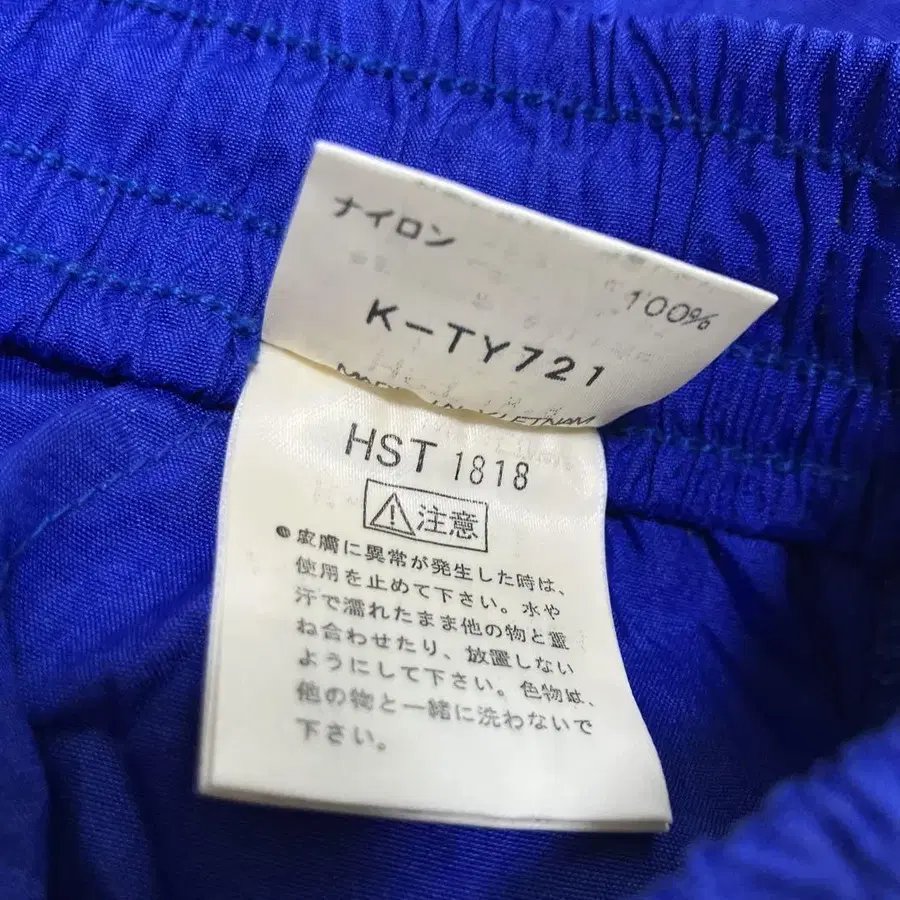 ナイロン 100%
K-TY721
MADE IN VIETNAM
HST 1818
注意
●皮膚に異常が発生した時は、
使用を止めて下さい。水や
汗で濡れたまま他の物と重
ね合わせたり、放置しない
ようにして下さい。色物は、
他の物と一緒に洗わないで
下さい。